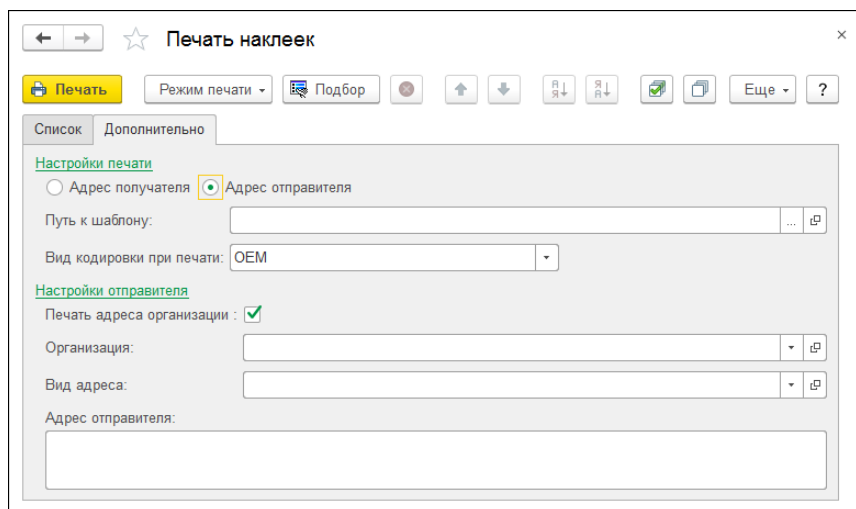 Печать наклеек
Печать Режим печати Подбор Еще ?
Список Дополнительно
Настройки печати
Адрес получателя Адрес отправителя
Путь к шаблону: ...
Вид кодировки при печати: OEM
Настройки отправителя
Печать адреса организации :
Организация:
Вид адреса:
Адрес отправителя: